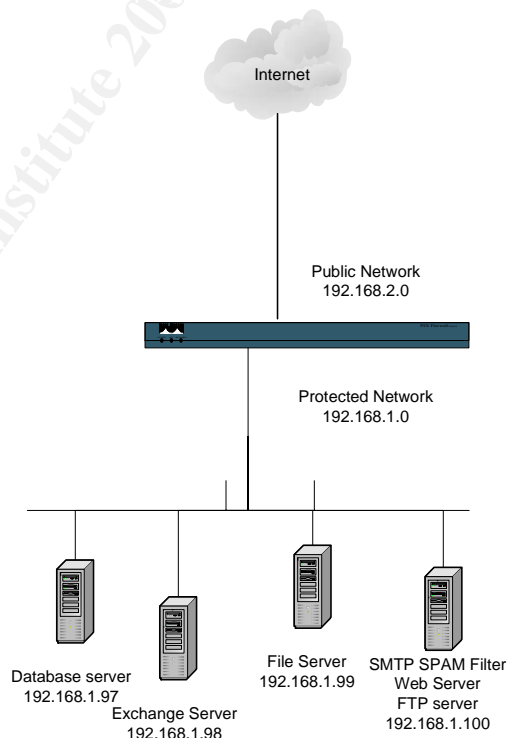 Internet
Public Network
192.168.2.0
Protected Network
192.168.1.0
Database server
192.168.1.97
Exchange Server
192.168.1.98
File Server
192.168.1.99
SMTP SPAM Filter
Web Server
FTP server
192.168.1.100